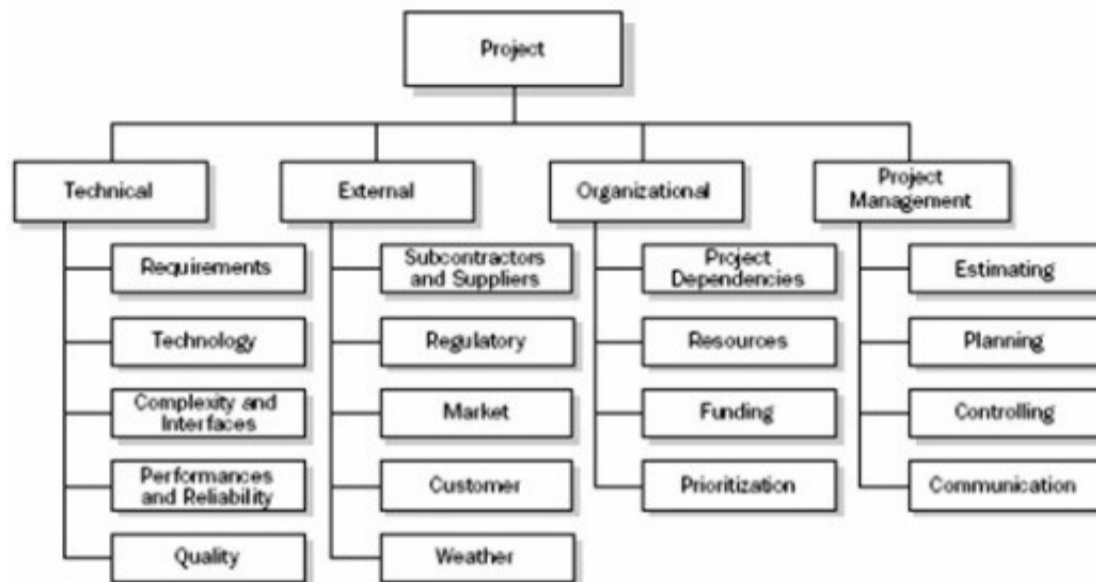 Project
Technical
External
Organizational
Project
Management
Requirements
Technology
Complexity and
Interfaces
Performances
and Reliability
Quality
Subcontractors
and Suppliers
Regulatory
Market
Customer
Weather
Project
Dependencies
Resources
Funding
Prioritization
Estimating
Planning
Controlling
Communication